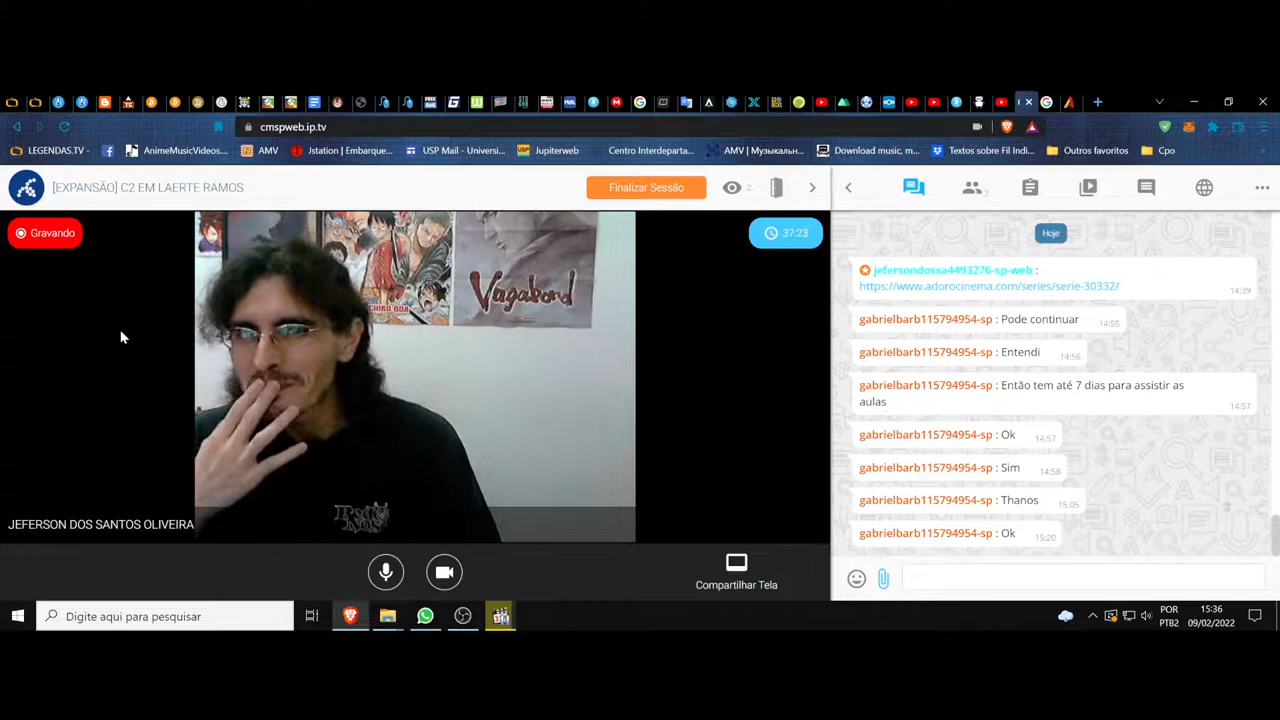 cmspweb.ip.tv
LEGENDAS.TV -
AnimeMusicVideos...
AMV
Jstation | Embarque...
USP Mail - Universi...
Jupiterweb
Centro Interdeparta...
AMV | Музыкальн...
Download music, m...
Textos sobre Fil Indi...
Outros favoritos
Cpo
[EXPANSÃO] C2 EM LAERTE RAMOS
Finalizar Sessão
Gravando
37:23
Vagabond
JEFERSON DOS SANTOS OLIVEIRA
Compartilhar Tela
Hoje
jefersondossa4493276-sp-web :
https://www.adorocinema.com/series/serie-30332/
14:39
gabrielbarb115794954-sp : Pode continuar
14:55
gabrielbarb115794954-sp : Entendi
14:56
gabrielbarb115794954-sp : Então tem até 7 dias para assistir as
aulas
14:57
gabrielbarb115794954-sp : Ok
14:57
gabrielbarb115794954-sp : Sim
14:58
gabrielbarb115794954-sp : Thanos
15:05
gabrielbarb115794954-sp : Ok
15:20
Digite aqui para pesquisar
POR
PTB2
15:36
09/02/2022